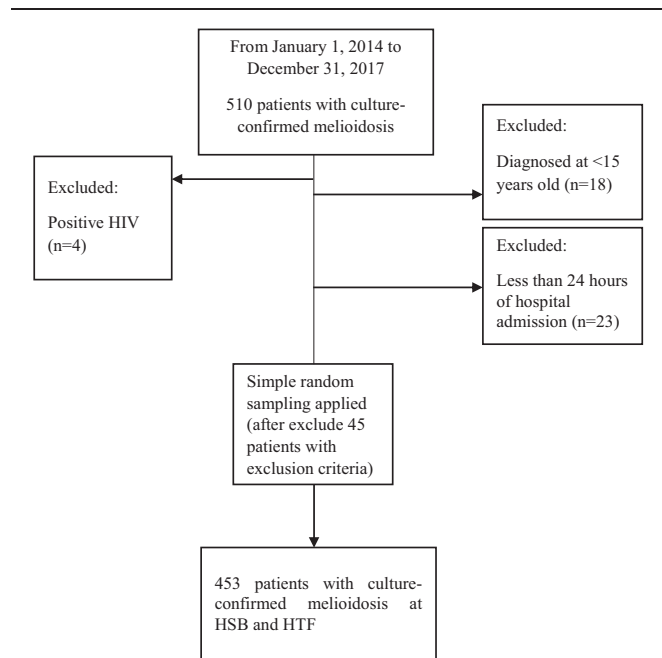 From January 1, 2014 to
December 31, 2017
510 patients with culture-
confirmed melioidosis
Excluded:
Positive HIV
(n=4)
Excluded:
Diagnosed at <15
years old (n=18)
Excluded:
Less than 24 hours
of hospital
admission (n=23)
Simple random
sampling applied
(after exclude 45
patients with
exclusion criteria)
453 patients with culture-
confirmed melioidosis at
HSB and HTF